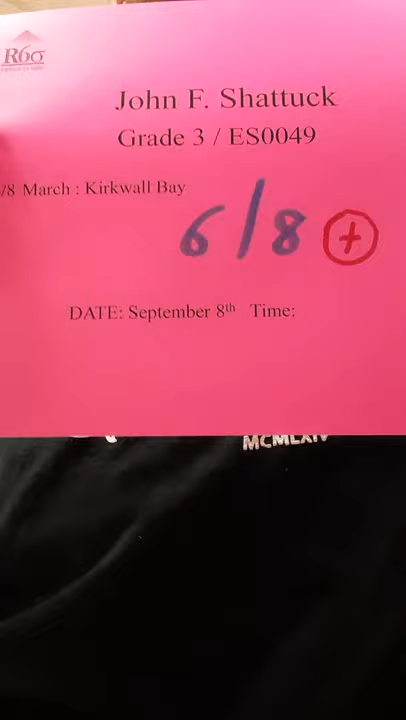 R6σ
John F. Shattuck
Grade 3 / ES0049
/8 March : Kirkwall Bay
6/8 +
DATE: September 8th Time:
MCMLXIV